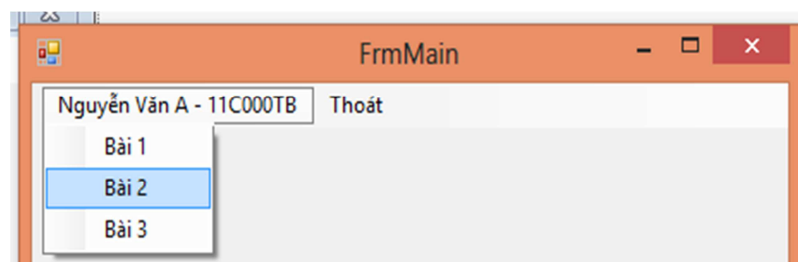 FrmMain
Nguyễn Văn A - 11C000TB Thoát
Bài 1
Bài 2
Bài 3